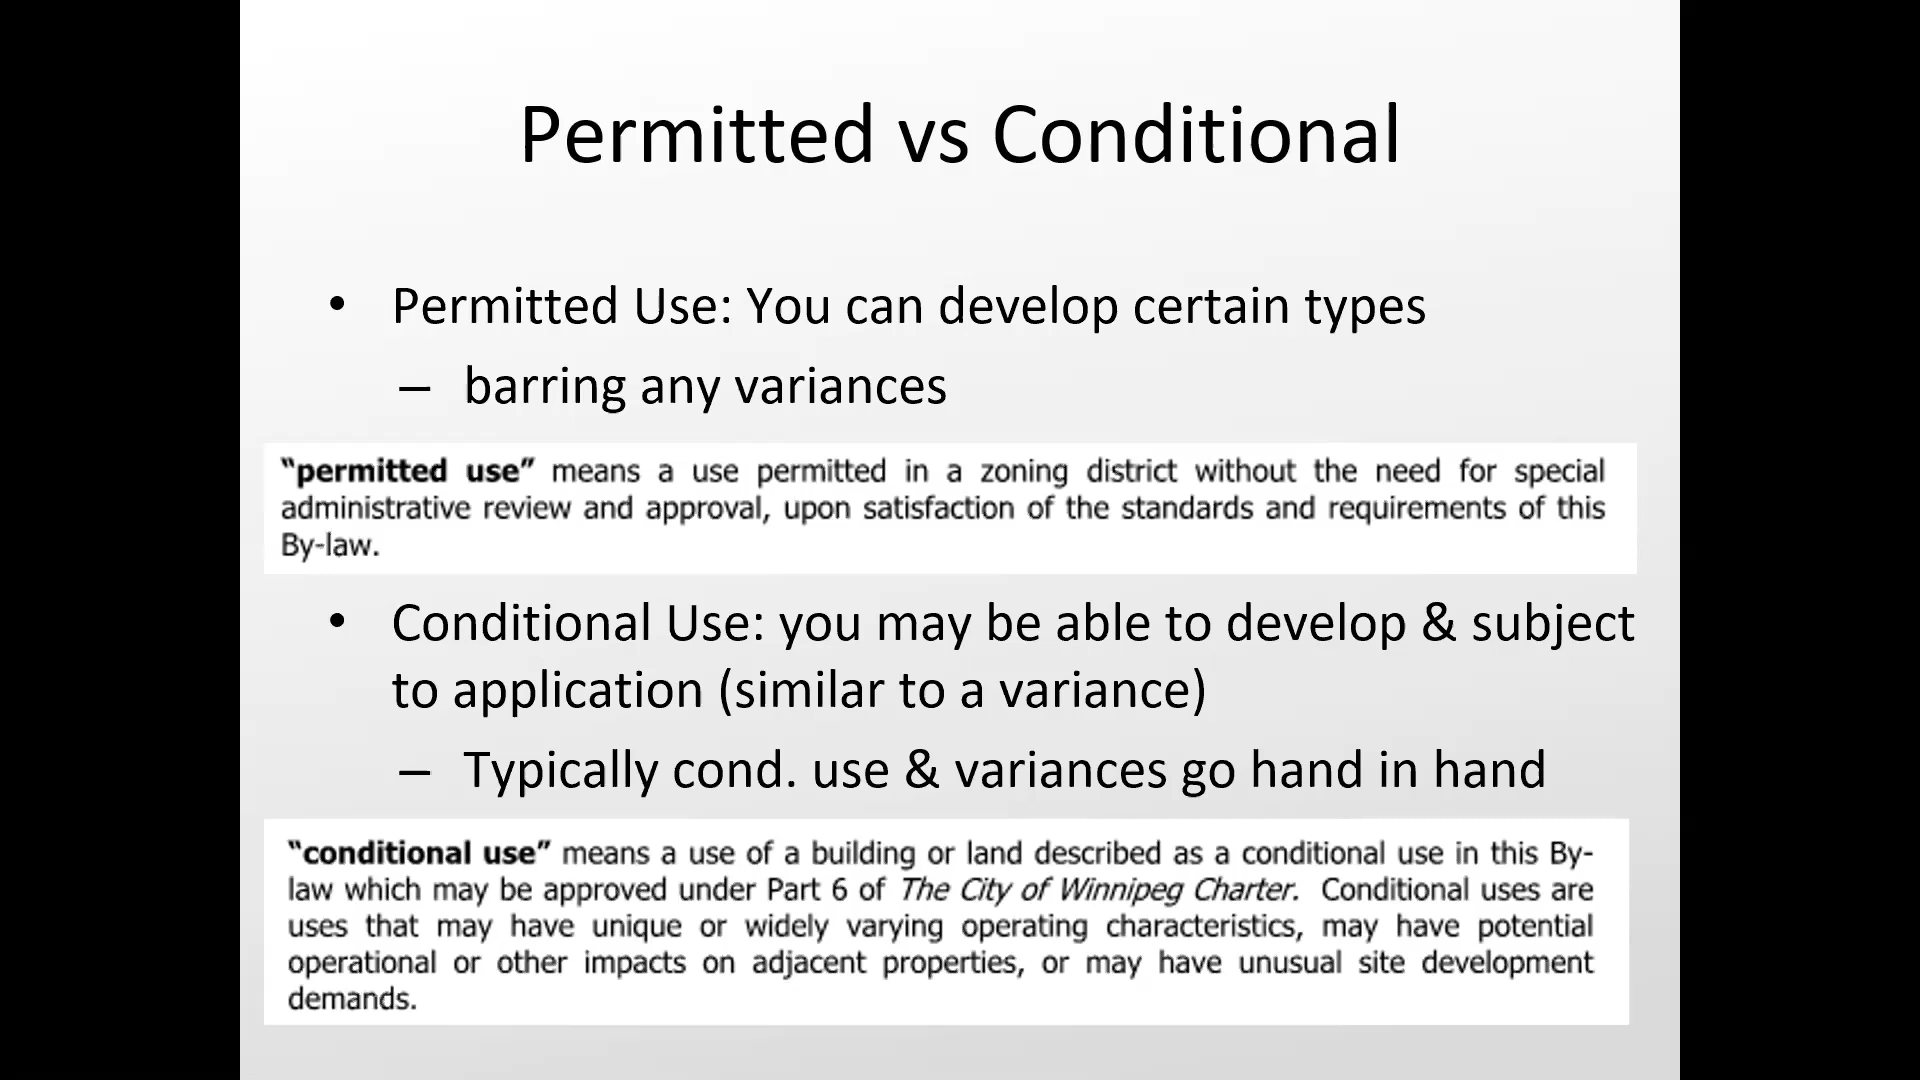 Permitted vs Conditional
• Permitted Use: You can develop certain types
– barring any variances
“permitted use” means a use permitted in a zoning district without the need for special
administrative review and approval, upon satisfaction of the standards and requirements of this
By-law.
• Conditional Use: you may be able to develop & subject
to application (similar to a variance)
– Typically cond. use & variances go hand in hand
“conditional use” means a use of a building or land described as a conditional use in this By-
law which may be approved under Part 6 of The City of Winnipeg Charter. Conditional uses are
uses that may have unique or widely varying operating characteristics, may have potential
operational or other impacts on adjacent properties, or may have unusual site development
demands.